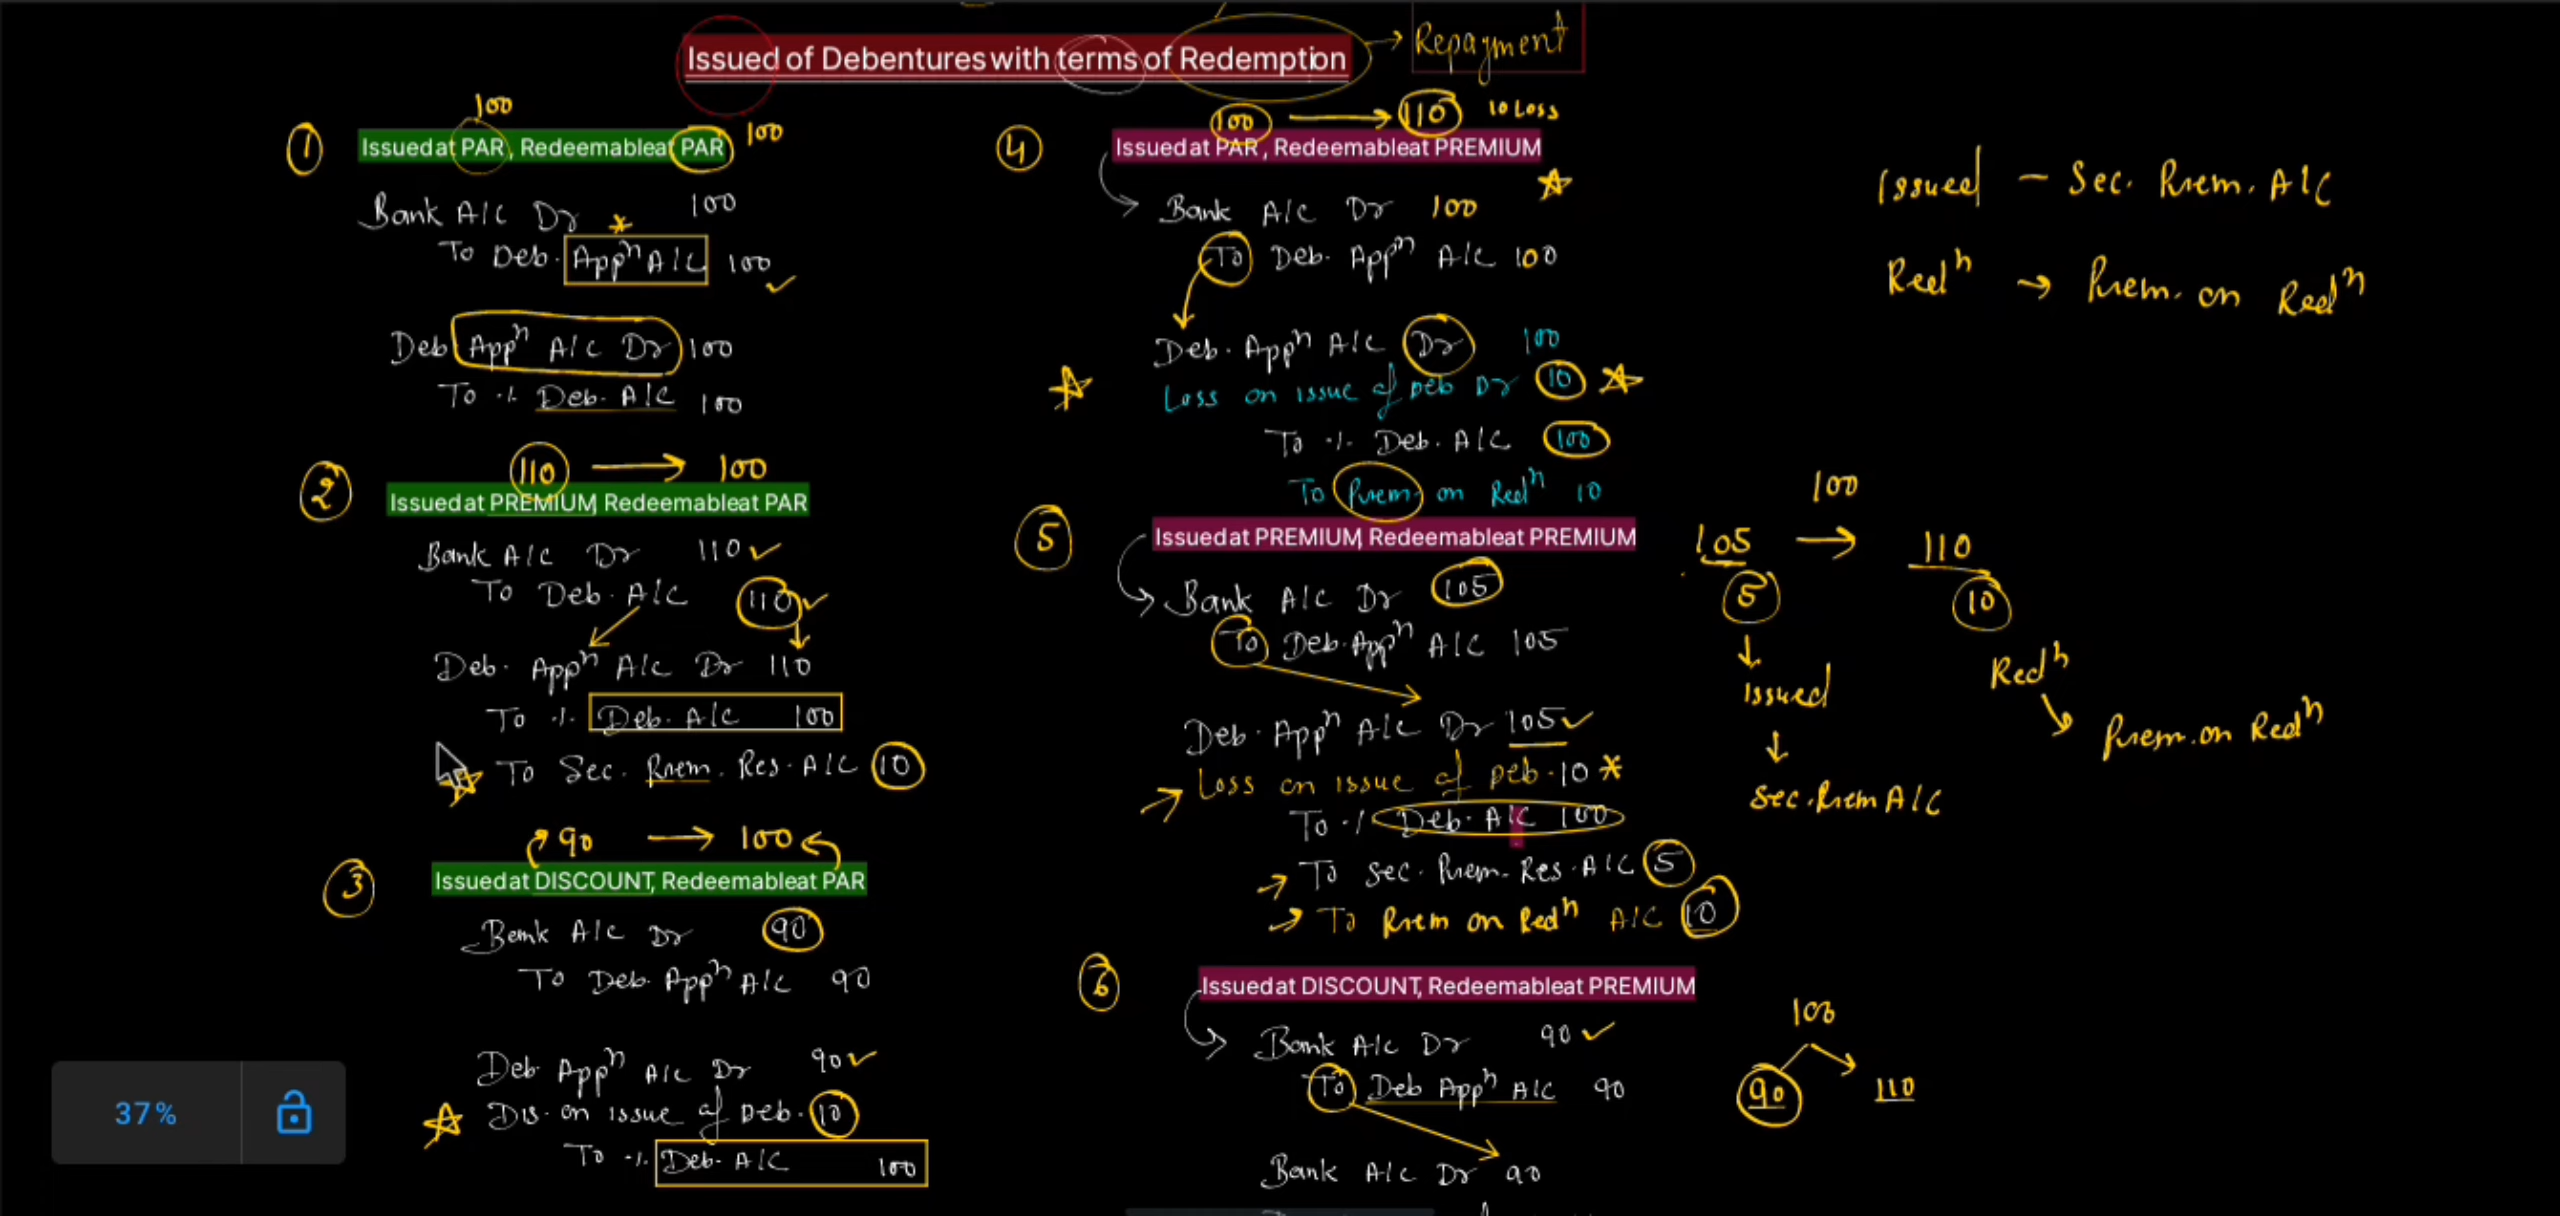 Issued of Debentures with terms of Redemption → Repayment
100
① Issued at PAR, Redeemable at PAR 100
Bank A/c Dr 100
To Deb. Appⁿ A/c 100
Deb Appⁿ A/c Dr 100
To % Deb. A/c 100
110 → 100
② Issued at PREMIUM, Redeemable at PAR
Bank A/c Dr 110
To Deb. A/c 110
Deb. Appⁿ A/c Dr 110
To % Deb. A/c 100
To Sec. Prem. Res. A/c 10
90 → 100
③ Issued at DISCOUNT, Redeemable at PAR
Bank A/c Dr 90
To Deb. Appⁿ A/c 90
Deb. Appⁿ A/c Dr 90
Dis. on issue of Deb. 10
To % Deb. A/c 100
37%
100 → 110 10 Loss
④ Issued at PAR, Redeemable at PREMIUM
Bank A/c Dr 100
To Deb. Appⁿ A/c 100
Deb. Appⁿ A/c Dr 100
Loss on issue of Deb Dr 10
To % Deb. A/c 100
To Prem on Redⁿ 10
⑤ Issued at PREMIUM, Redeemable at PREMIUM
Bank A/c Dr 105
To Deb. Appⁿ A/c 105
Deb. Appⁿ A/c Dr 105
Loss on issue of Deb. 10
To % Deb. A/c 100
To Sec. Prem. Res. A/c 5
To Prem on Redⁿ A/c 10
⑥ Issued at DISCOUNT, Redeemable at PREMIUM
Bank A/c Dr 90
To Deb Appⁿ A/c 90
Bank A/c Dr 90
Issued – Sec. Prem. A/c
Redⁿ → Prem. on Redⁿ
100
105 → 110
5 10
Issued
Redⁿ
Prem. on Redⁿ
Sec. Prem A/c
100
90 110